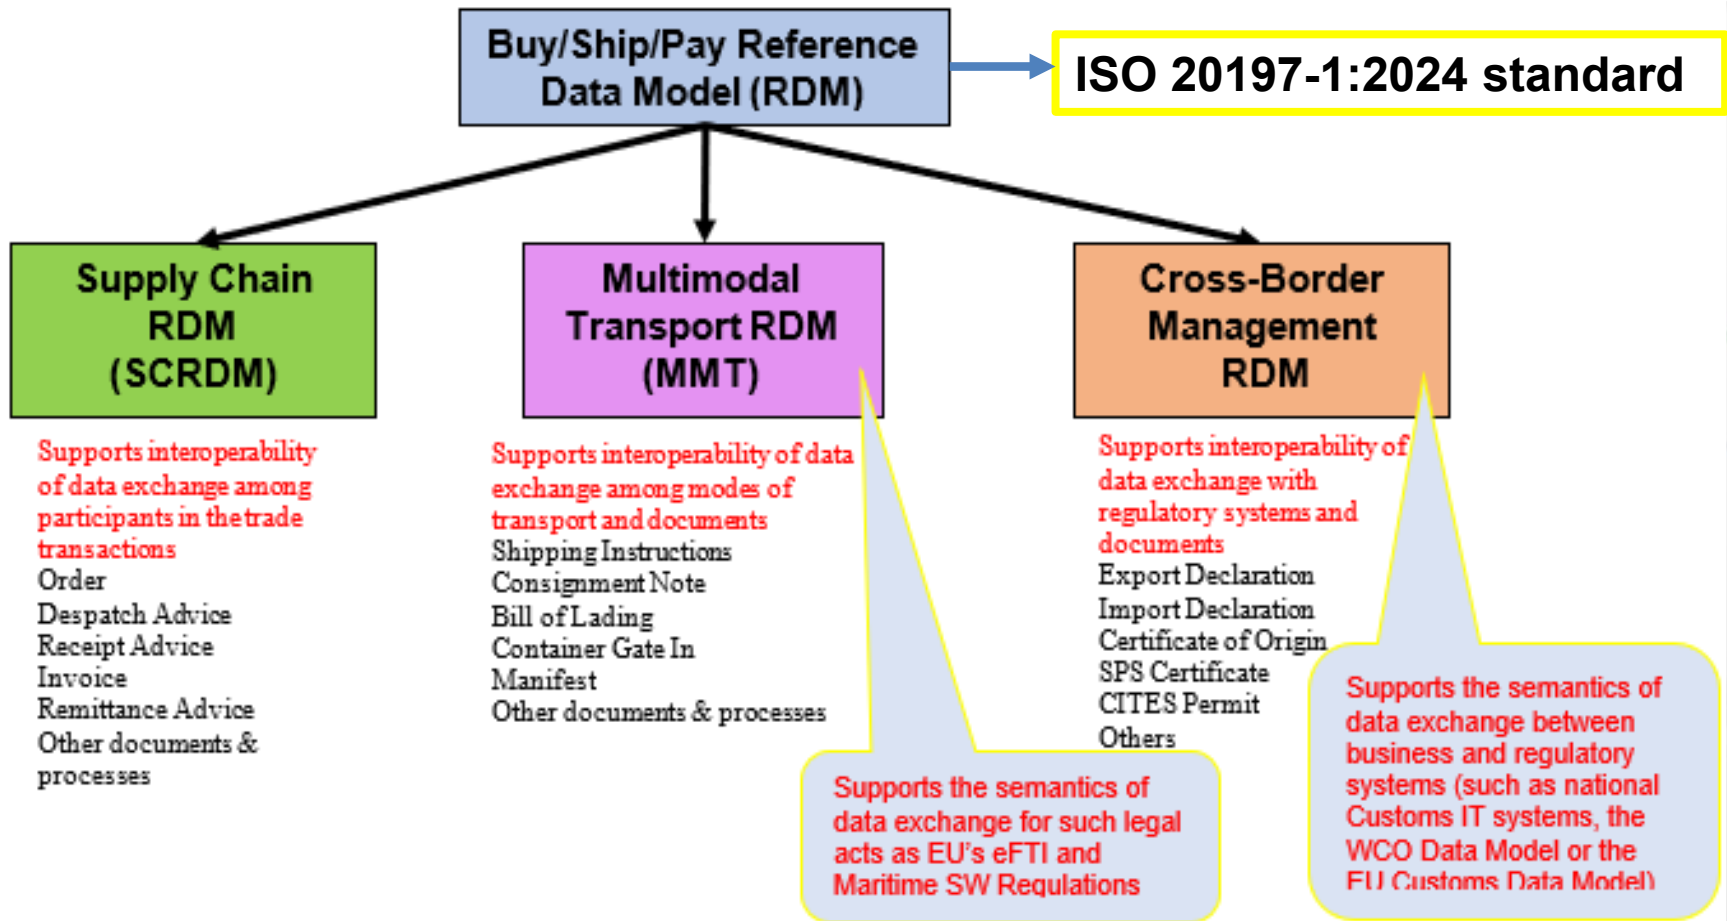 Buy/Ship/Pay Reference
Data Model (RDM)
ISO 20197-1:2024 standard
Supply Chain
RDM
(SCRDM)
Multimodal
Transport RDM
(MMT)
Cross-Border
Management
RDM
Supports interoperability
of data exchange among
participants in the trade
transactions
Order
Despatch Advice
Receipt Advice
Invoice
Remittance Advice
Other documents &
processes
Supports interoperability of data
exchange among modes of
transport and documents
Shipping Instructions
Consignment Note
Bill of Lading
Container Gate In
Manifest
Other documents & processes
Supports interoperability of
data exchange with
regulatory systems and
documents
Export Declaration
Import Declaration
Certificate of Origin
SPS Certificate
CITES Permit
Others
Supports the semantics of
data exchange for such legal
acts as EU's eFTI and
Maritime SW Regulations
Supports the semantics of
data exchange between
business and regulatory
systems (such as national
Customs IT systems, the
WCO Data Model or the
EU Customs Data Model)